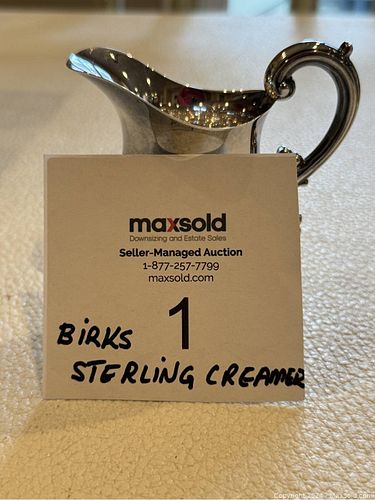 maxsold
Downsizing and Estate Sales
Seller-Managed Auction
1-877-257-7799
maxsold.com
1
BIRKS
STERLING CREAMER
Copyright 2024 - MaxSold.com